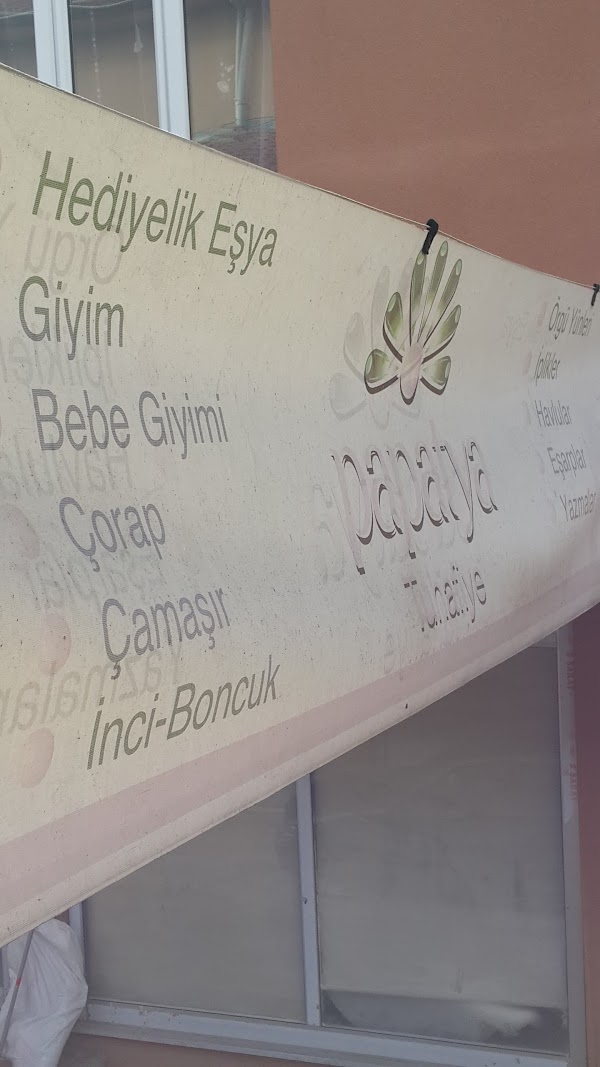 Hediyelik Eşya
Giyim
Bebe Giyimi
Çorap
Çamaşır
İnci-Boncuk
papatya
Tuhafiye
Örgü Yünleri
İplikler
Havlular
Eşarplar
Yazmalar